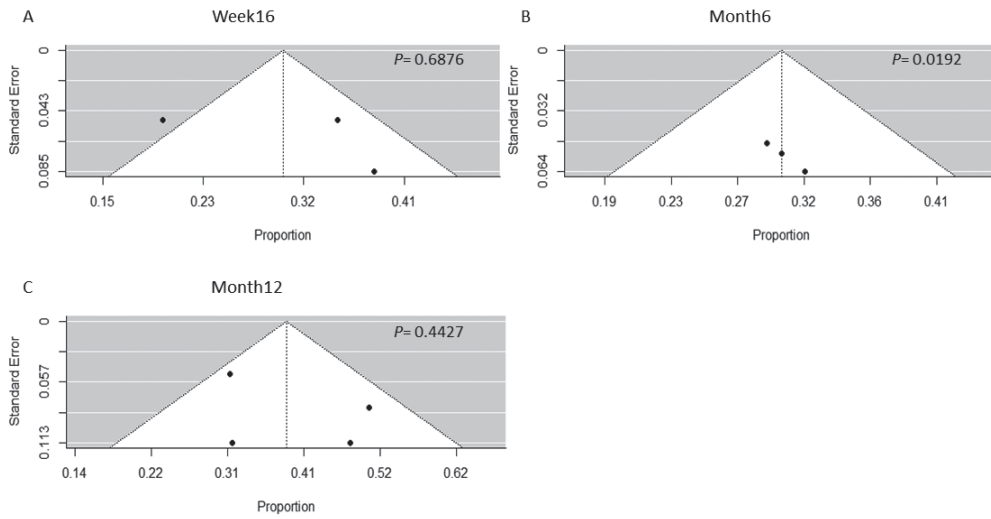 A
Week16
P= 0.6876
0
0.043
0.085
Standard Error
0.15 0.23 0.32 0.41
Proportion
B
Month6
P= 0.0192
0
0.032
0.064
Standard Error
0.19 0.23 0.27 0.32 0.36 0.41
Proportion
C
Month12
P= 0.4427
0
0.057
0.113
Standard Error
0.14 0.22 0.31 0.41 0.52 0.62
Proportion